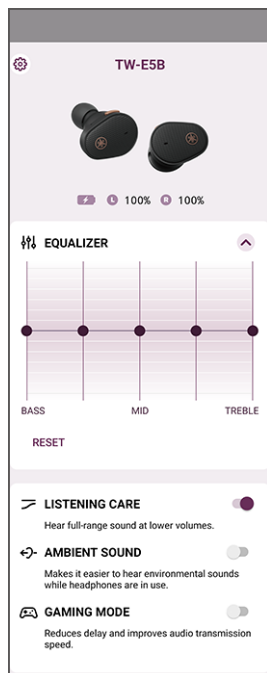 TW-E5B
L 100% R 100%
EQUALIZER
BASS MID TREBLE
RESET
LISTENING CARE
Hear full-range sound at lower volumes.
AMBIENT SOUND
Makes it easier to hear environmental sounds
while headphones are in use.
GAMING MODE
Reduces delay and improves audio transmission
speed.